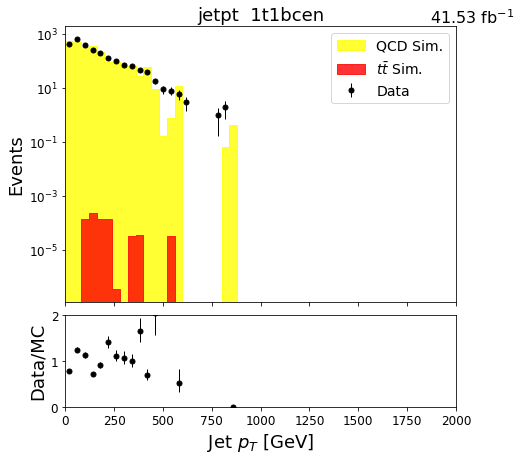 jetpt 1t1bcen
41.53 fb⁻¹
QCD Sim.
tt̄ Sim.
Data
Events
10³
10¹
10⁻¹
10⁻³
10⁻⁵
Data/MC
2
1
0
0 250 500 750 1000 1250 1500 1750 2000
Jet p_T [GeV]